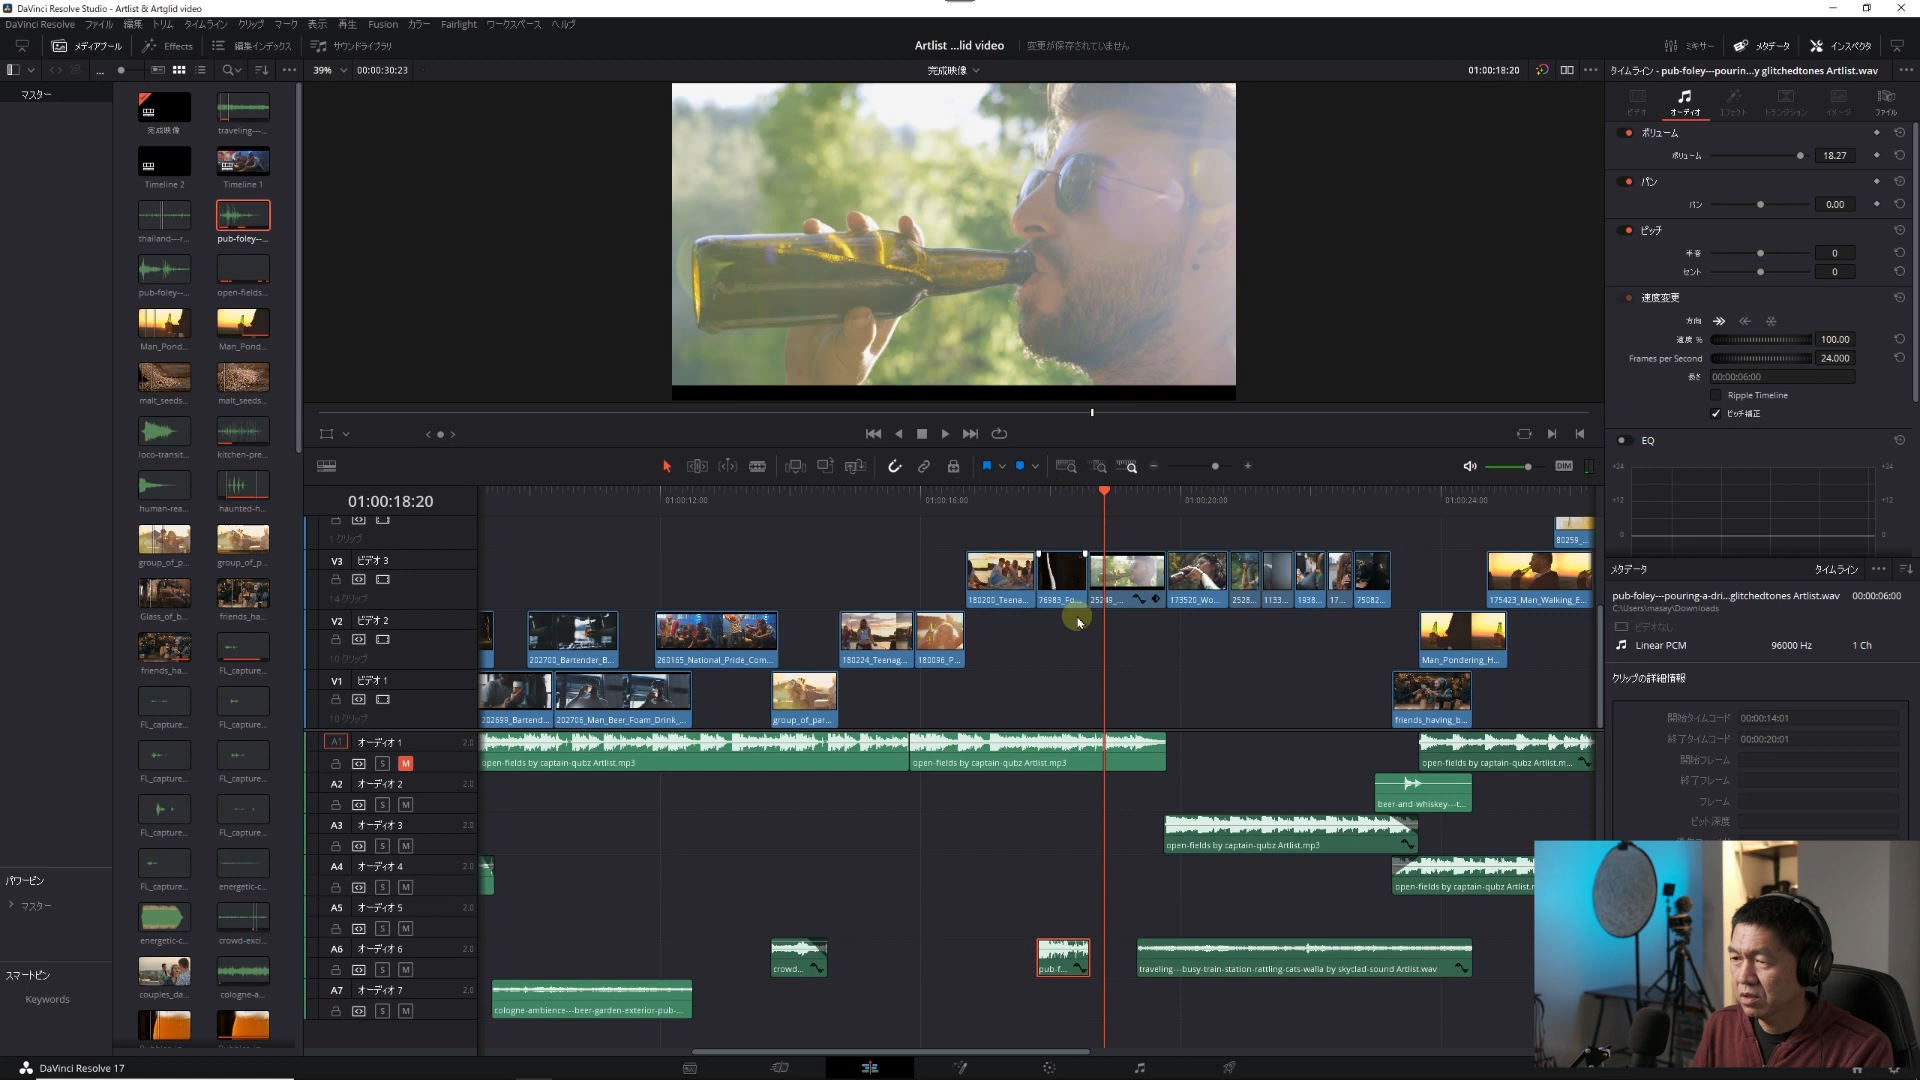 DaVinci Resolve Studio - Artlist & Artglid video
DaVinci Resolve ファイル 編集 トリム タイムライン クリップ マーク 表示 再生 Fusion カラー Fairlight ワークスペース ヘルプ
メディアプール Effects 編集インデックス サウンドライブラリ Artlist ...lid video 変更が保存されていません ミキサー メタデータ インスペクタ
39% 00:00:30:23 完成映像 01:00:18:20 タイムライン - pub-foley---pourin...y glitchedtones Artlist.wav
マスター
完成映像 traveling---...
Timeline 2 Timeline 1
thailand---r... pub-foley--...
pub-foley--... open-fields...
Man_Pond... Man_Pond...
malt_seeds... malt_seeds...
loco-transit... kitchen-pre...
human-rea... haunted-h...
group_of_p... group_of_p...
Glass_of_b... friends_ha...
friends_ha... FL_capture...
FL_capture... FL_capture...
FL_capture... FL_capture...
FL_capture... FL_capture...
FL_capture... energetic-c...
energetic-c... crowd-exci...
couples_da... cologne-a...
パワービン
マスター
スマートビン
Keywords
ビデオ オーディオ エフェクト トランジション イメージ ファイル
ボリューム
ボリューム 18.27
パン
パン 0.00
ピッチ
半音 0
セント 0
速度変更
方向
速度 % 100.00
Frames per Second 24.000
長さ 00:00:06:00
Ripple Timeline
ピッチ補正
EQ
+24 +24
+12 +12
0 0
メタデータ タイムライン
pub-foley---pouring-a-dri...glitchedtones Artlist.wav 00:00:06:00
C:\Users\masay\Downloads
ビデオなし
Linear PCM 96000 Hz 1 Ch
クリップの詳細情報
開始タイムコード 00:00:14:01
終了タイムコード 00:00:20:01
開始フレーム
終了フレーム
フレーム
ビット深度
DIM
01:00:18:20 01:00:12:00 01:00:16:00 01:00:20:00 01:00:24:00
1 クリップ 80259_...
V3 ビデオ 3
14 クリップ 180200_Teena... 76983_Fo... 25249_... 173520_Wo... 2528... 1133... 1938... 17... 75082... 175423_Man_Walking_E...
V2 ビデオ 2
10 クリップ 202700_Bartender_B... 260165_National_Pride_Com... 180224_Teenag... 180096_P... Man_Pondering_H...
V1 ビデオ 1
10 クリップ 202699_Bartend... 202706_Man_Beer_Foam_Drink_... group_of_par... friends_having_b...
A1 オーディオ 1 2.0
S M open-fields by captain-qubz Artlist.mp3 open-fields by captain-qubz Artlist.mp3 open-fields by captain-qubz Artlist.m...
A2 オーディオ 2 2.0
S M beer-and-whiskey---t...
A3 オーディオ 3 2.0
S M open-fields by captain-qubz Artlist.mp3
A4 オーディオ 4 2.0
S M open-fields by captain-qubz Artlist.m
A5 オーディオ 5 2.0
S M
A6 オーディオ 6 2.0
S M crowd... pub-f... traveling---busy-train-station-rattling-cats-walla by skyclad-sound Artlist.wav
A7 オーディオ 7 2.0
S M cologne-ambience---beer-garden-exterior-pub-...
DaVinci Resolve 17